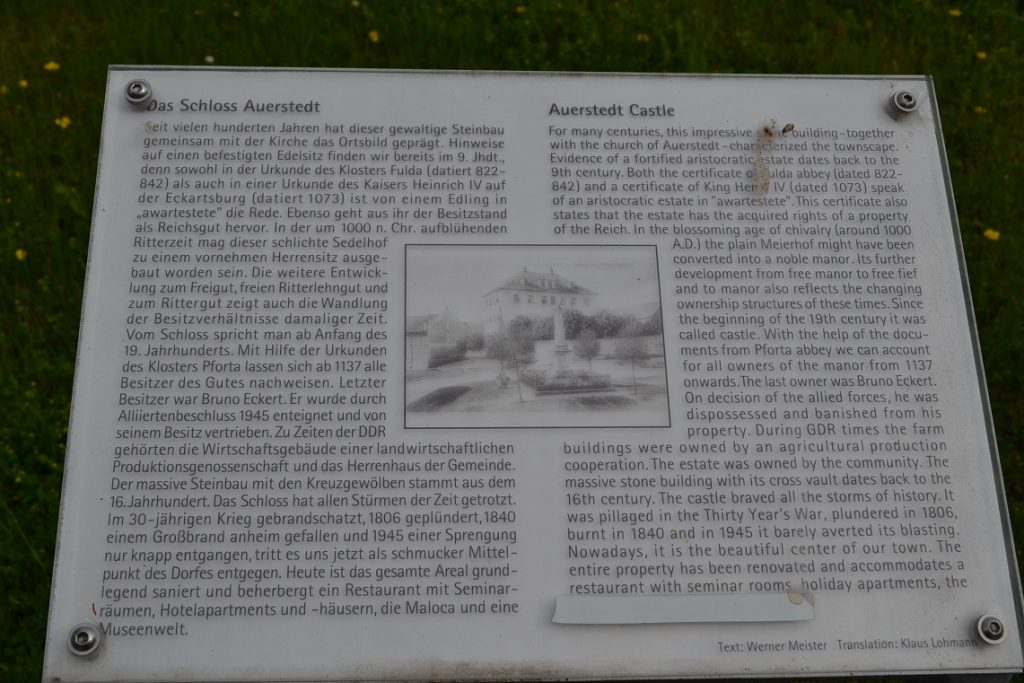 Das Schloss Auerstedt
Seit vielen hunderten Jahren hat dieser gewaltige Steinbau
gemeinsam mit der Kirche das Ortsbild geprägt. Hinweise
auf einen befestigten Edelsitz finden wir bereits im 9. Jhdt.,
denn sowohl in der Urkunde des Klosters Fulda (datiert 822-
842) als auch in einer Urkunde des Kaisers Heinrich IV auf
der Eckartsburg (datiert 1073) ist von einem Edling in
„awartestete" die Rede. Ebenso geht aus ihr der Besitzstand
als Reichsgut hervor. In der um 1000 n. Chr. aufblühenden
Ritterzeit mag dieser schlichte Sedelhof
zu einem vornehmen Herrensitz ausge-
baut worden sein. Die weitere Entwick-
lung zum Freigut, freien Ritterlehngut und
zum Rittergut zeigt auch die Wandlung
der Besitzverhältnisse damaliger Zeit.
Vom Schloss spricht man ab Anfang des
19. Jahrhunderts. Mit Hilfe der Urkunden
des Klosters Pforta lassen sich ab 1137 alle
Besitzer des Gutes nachweisen. Letzter
Besitzer war Bruno Eckert. Er wurde durch
Alliiertenbeschluss 1945 enteignet und von
seinem Besitz vertrieben. Zu Zeiten der DDR
gehörten die Wirtschaftsgebäude einer landwirtschaftlichen
Produktionsgenossenschaft und das Herrenhaus der Gemeinde.
Der massive Steinbau mit den Kreuzgewölben stammt aus dem
16. Jahrhundert. Das Schloss hat allen Stürmen der Zeit getrotzt.
Im 30-jährigen Krieg gebrandschatzt, 1806 geplündert, 1840
einem Großbrand anheim gefallen und 1945 einer Sprengung
nur knapp entgangen, tritt es uns jetzt als schmucker Mittel-
punkt des Dorfes entgegen. Heute ist das gesamte Areal grund-
legend saniert und beherbergt ein Restaurant mit Seminar-
räumen, Hotelapartments und -häusern, die Maloca und eine
Museenwelt.
Auerstedt Castle
For many centuries, this impressive stone building-together
with the church of Auerstedt - characterized the townscape.
Evidence of a fortified aristocratic estate dates back to the
9th century. Both the certificate of Fulda abbey (dated 822-
842) and a certificate of King Henry IV (dated 1073) speak
of an aristocratic estate in "awartestete". This certificate also
states that the estate has the acquired rights of a property
of the Reich. In the blossoming age of chivalry (around 1000
A.D.) the plain Meierhof might have been
converted into a noble manor. Its further
development from free manor to free fief
and to manor also reflects the changing
ownership structures of these times. Since
the beginning of the 19th century it was
called castle. With the help of the docu-
ments from Pforta abbey we can account
for all owners of the manor from 1137
onwards. The last owner was Bruno Eckert.
On decision of the allied forces, he was
dispossessed and banished from his
property. During GDR times the farm
buildings were owned by an agricultural production
cooperation. The estate was owned by the community. The
massive stone building with its cross vault dates back to the
16th century. The castle braved all the storms of history. It
was pillaged in the Thirty Year's War, plundered in 1806,
burnt in 1840 and in 1945 it barely averted its blasting.
Nowadays, it is the beautiful center of our town. The
entire property has been renovated and accommodates a
restaurant with seminar rooms, holiday apartments, the
Text: Werner Meister Translation: Klaus Lohmann